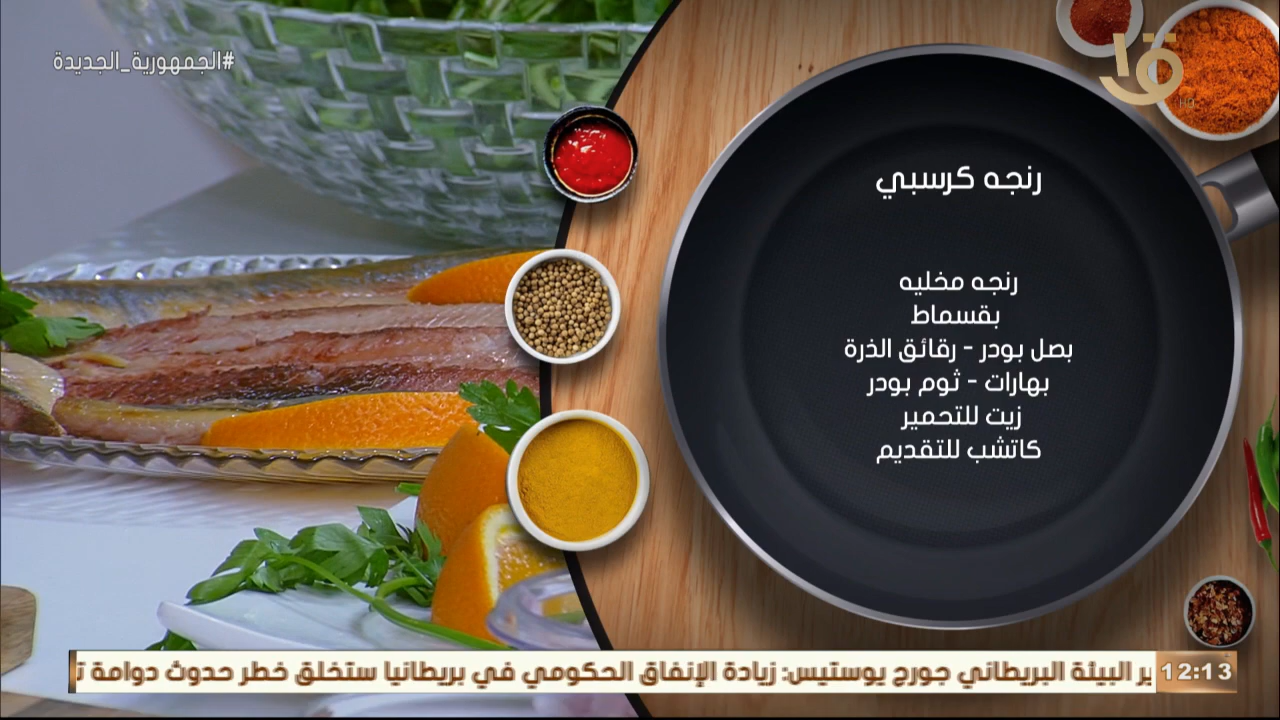 #الجمهورية_الجديدة
رنجه كرسبي
رنجه مخليه
بقسماط
بصل بودر - رقائق الذرة
بهارات - ثوم بودر
زيت للتحمير
كاتشب للتقديم
12:13
البيئة البريطاني جورج يوستيس: زيادة الإنفاق الحكومي في بريطانيا ستخلق خطر حدوث دوامة